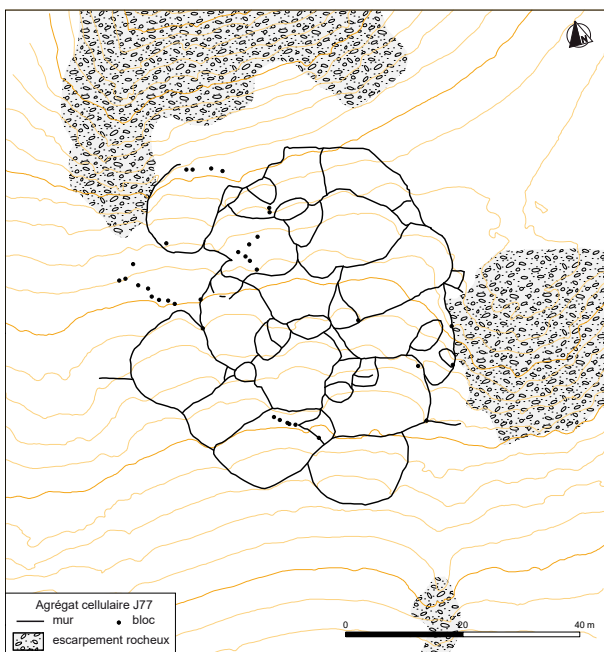 N
Agrégat cellulaire J77
mur
bloc
escarpement rocheux
0 20 40 m